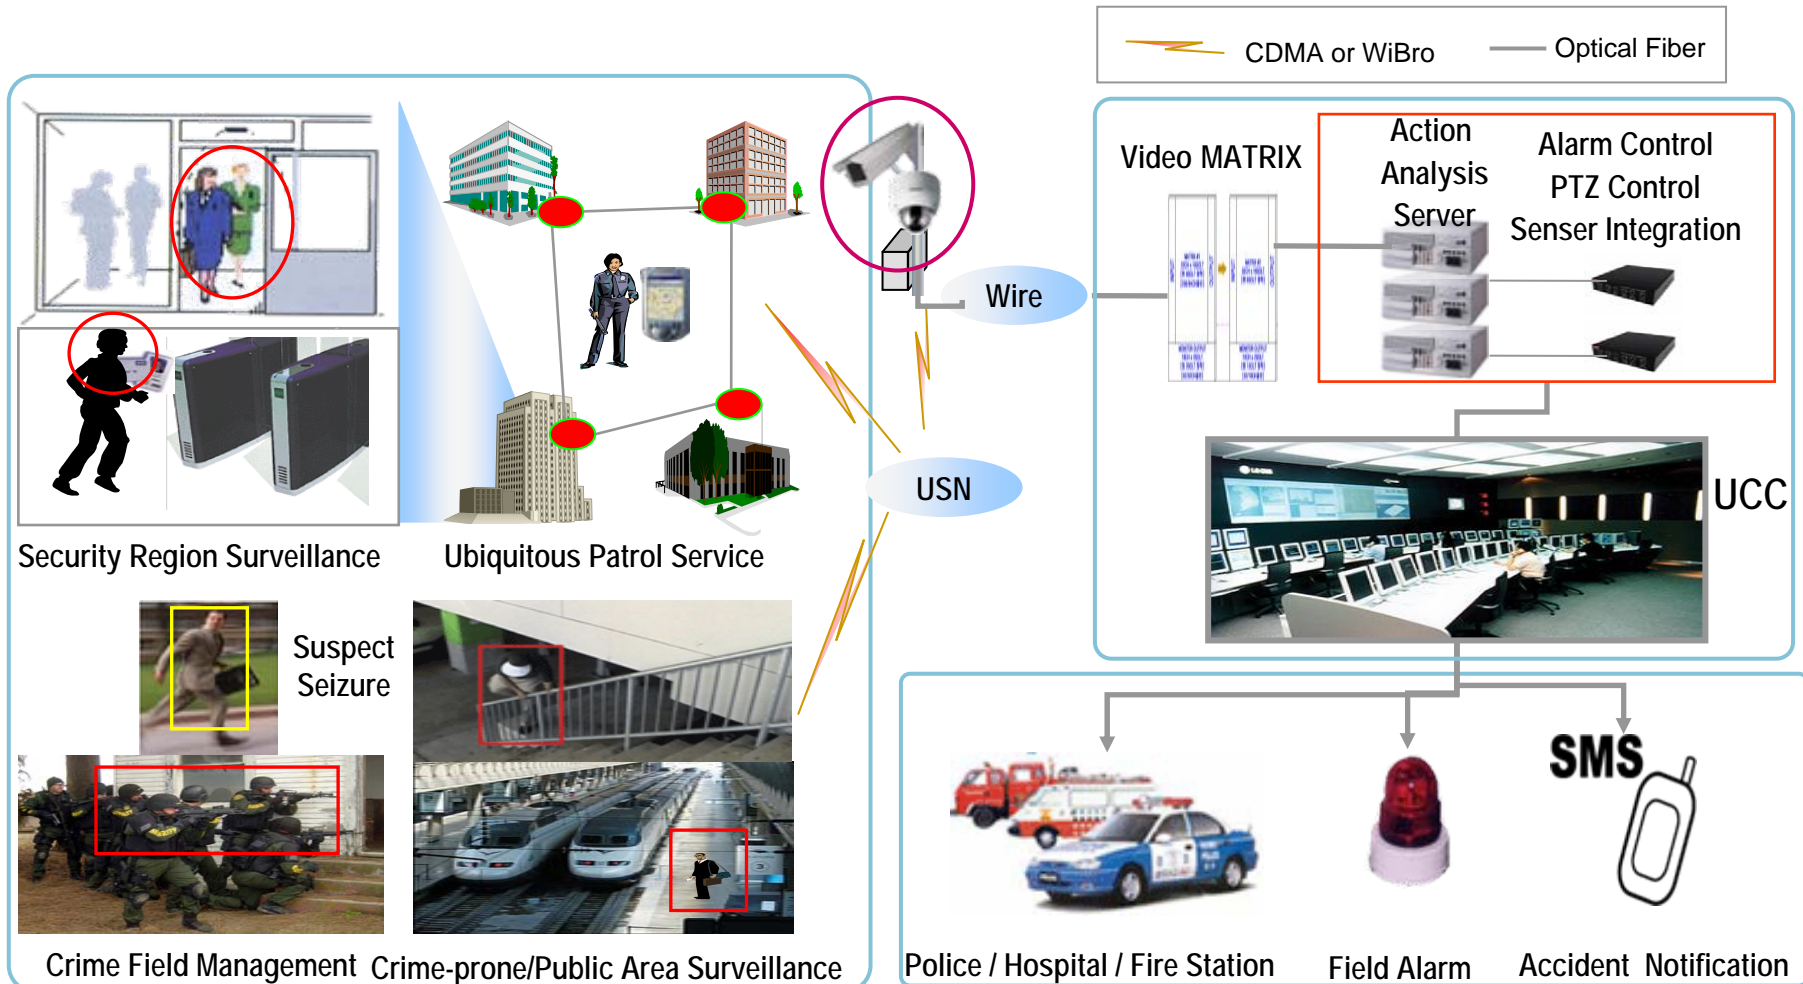 CDMA or WiBro
Optical Fiber
Video MATRIX
Action
Analysis
Server
Alarm Control
PTZ Control
Senser Integration
Wire
USN
UCC
Security Region Surveillance
Ubiquitous Patrol Service
Suspect
Seizure
Crime Field Management
Crime-prone/Public Area Surveillance
SMS
Police / Hospital / Fire Station
Field Alarm
Accident Notification